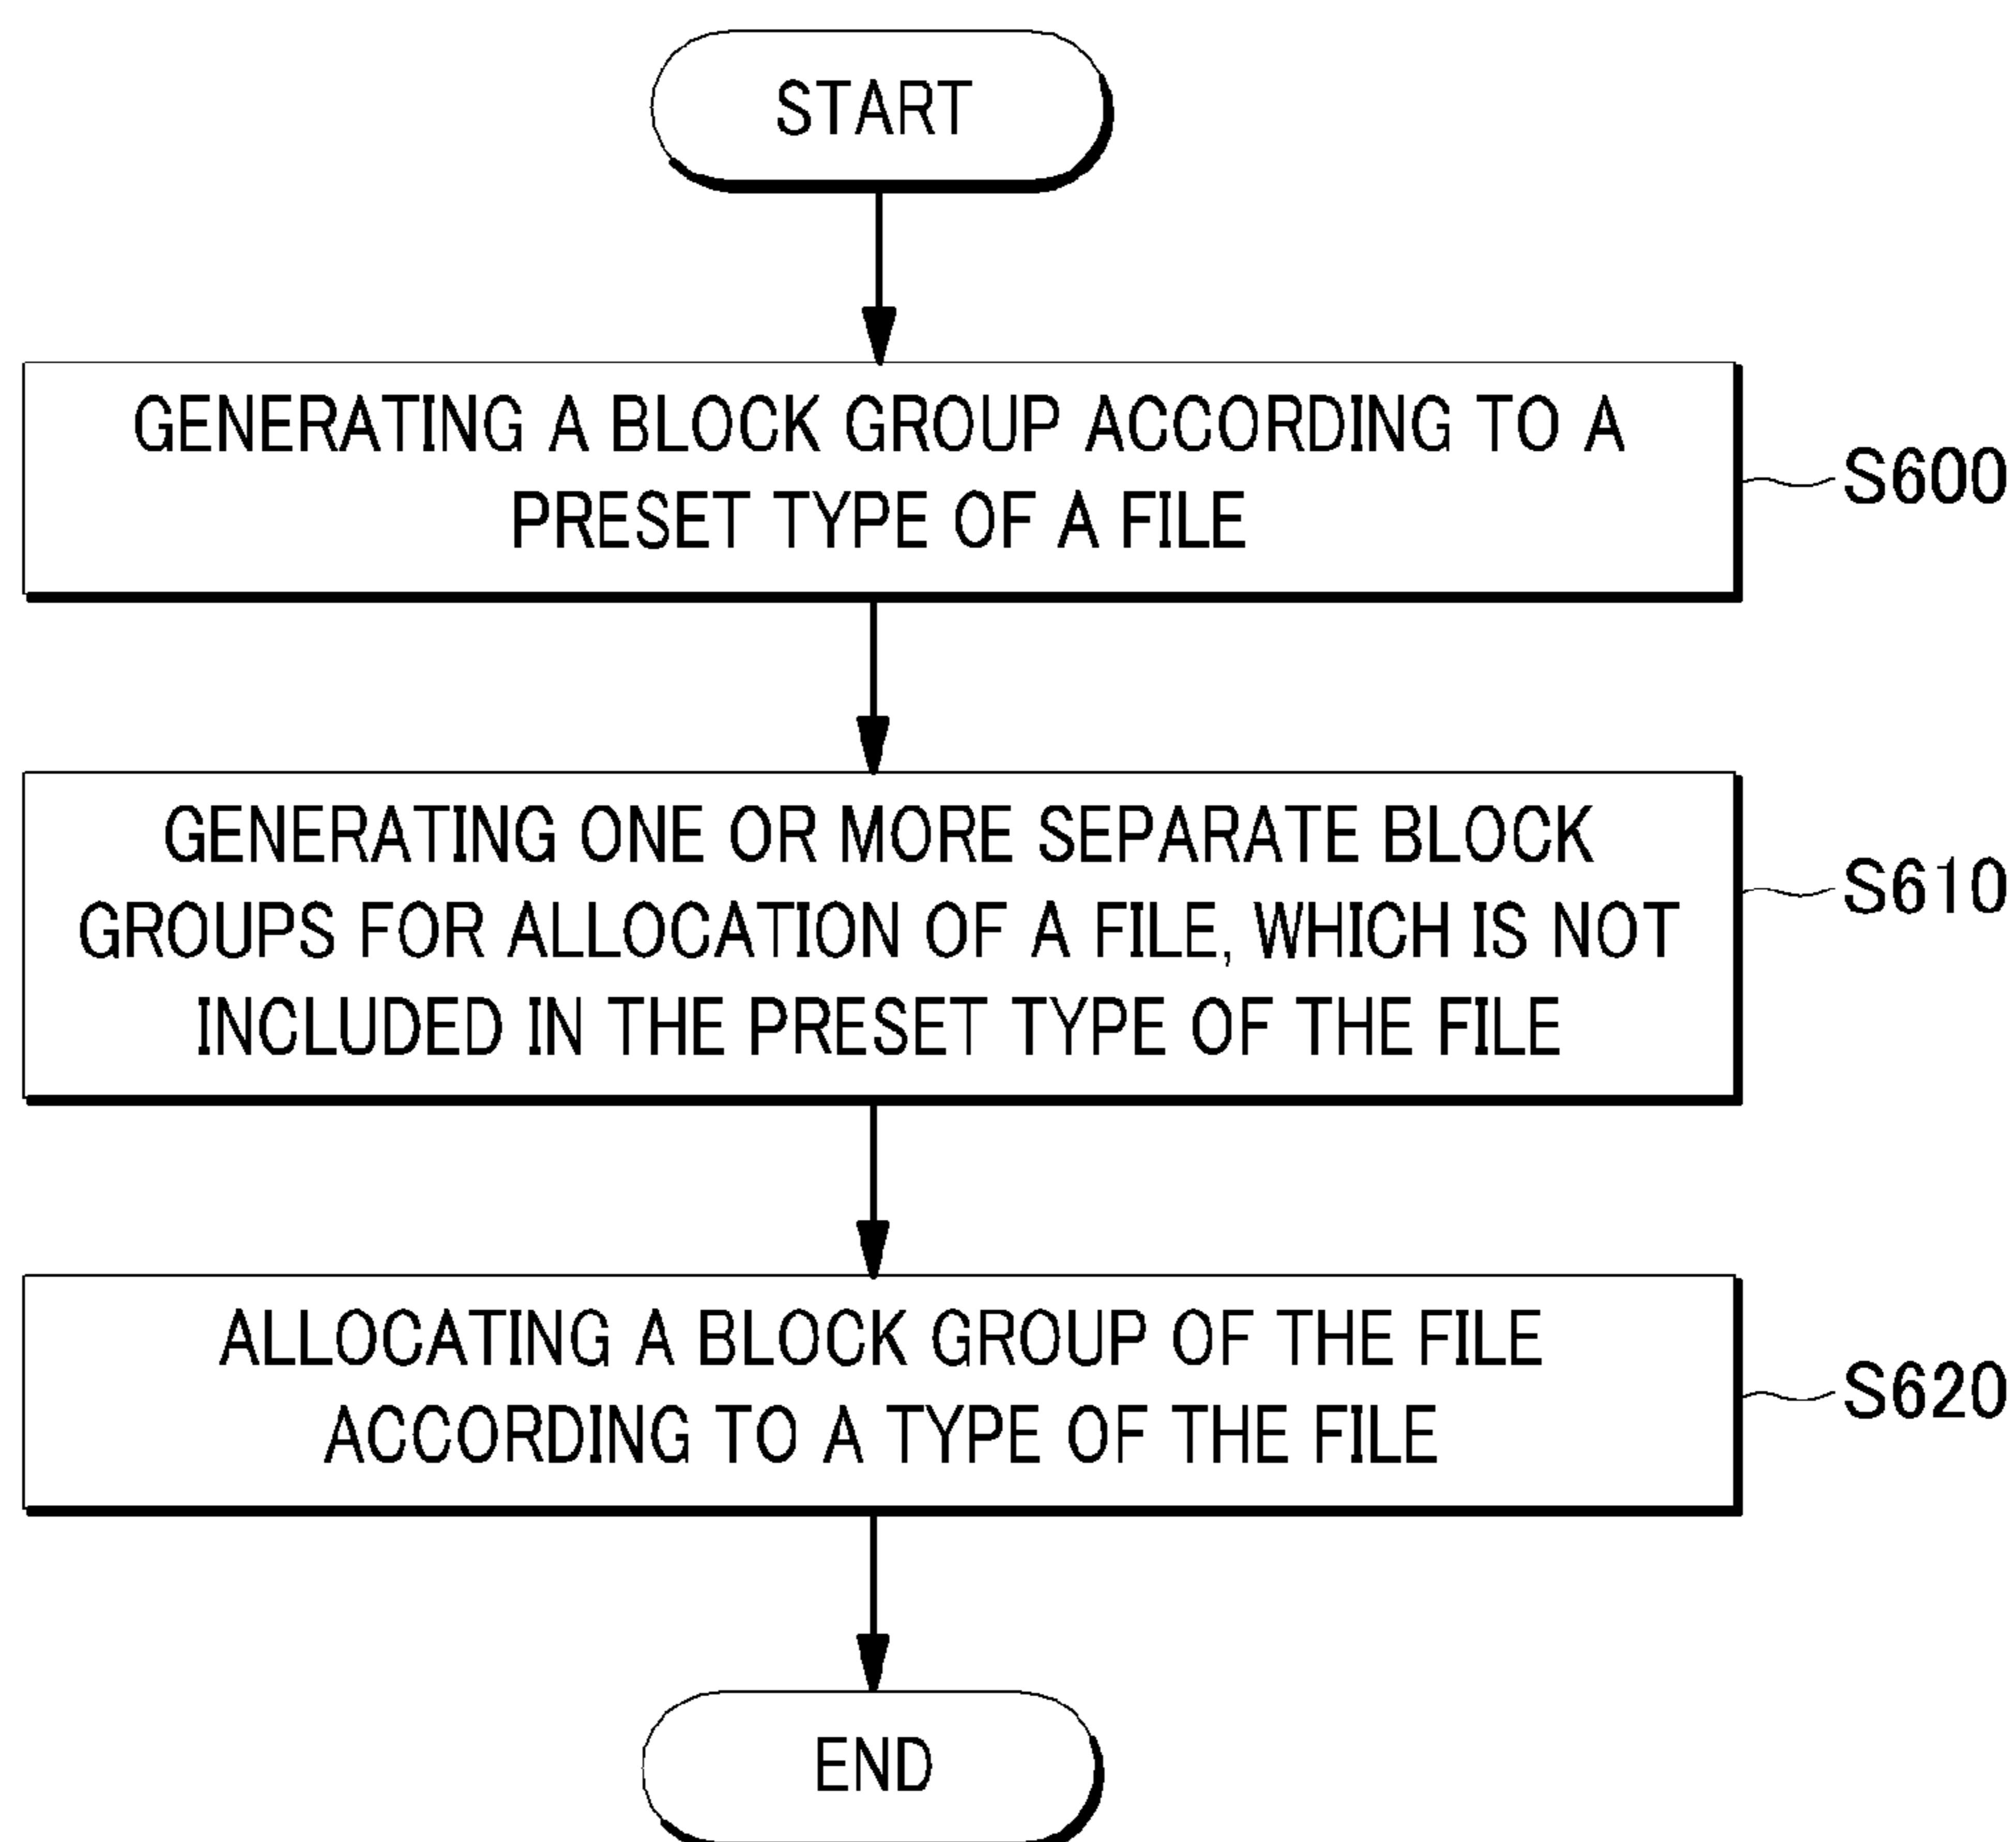 START
GENERATING A BLOCK GROUP ACCORDING TO A
PRESET TYPE OF A FILE
S600
GENERATING ONE OR MORE SEPARATE BLOCK
GROUPS FOR ALLOCATION OF A FILE, WHICH IS NOT
INCLUDED IN THE PRESET TYPE OF THE FILE
S610
ALLOCATING A BLOCK GROUP OF THE FILE
ACCORDING TO A TYPE OF THE FILE
S620
END